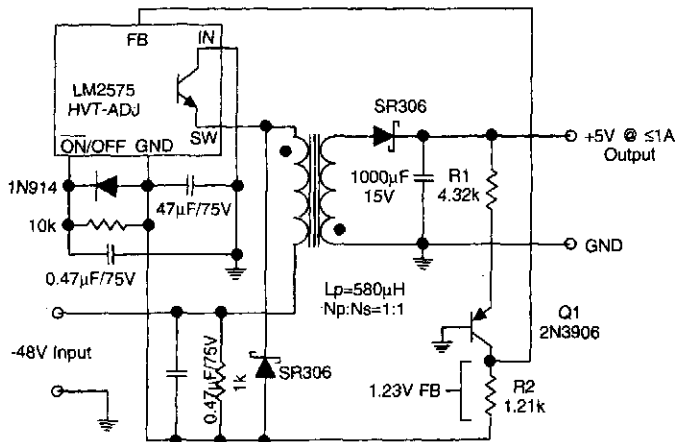 FB
IN
LM2575
HVT-ADJ
SW
ON/OFF GND
1N914
47µF/75V
10k
0.47µF/75V
SR306
+5V @ ≤1A
Output
1000µF
15V
R1
4.32k
GND
Lp=580µH
Np:Ns=1:1
Q1
2N3906
-48V Input
0.47µF/75V
1k
SR306
1.23V FB
R2
1.21k